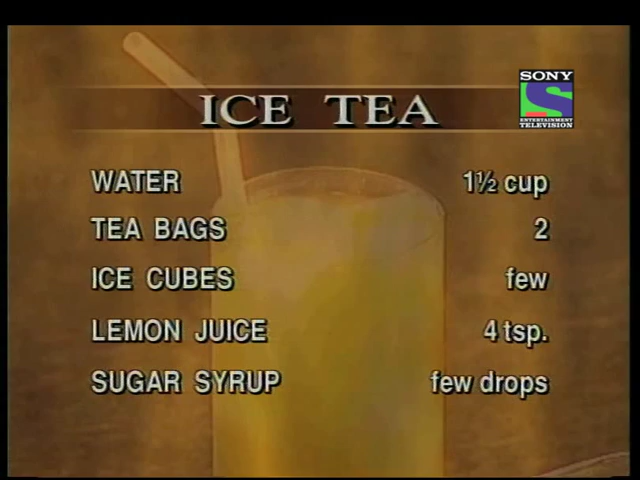 ICE TEA
SONY
ENTERTAINMENT
TELEVISION
WATER 1½ cup
TEA BAGS 2
ICE CUBES few
LEMON JUICE 4 tsp.
SUGAR SYRUP few drops